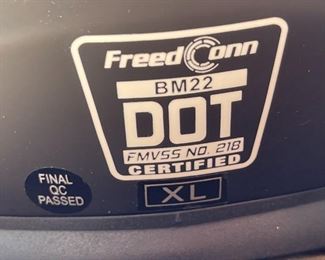 FreedConn
BM22
DOT
FMVSS NO. 218
CERTIFIED
FINAL
QC
PASSED
XL